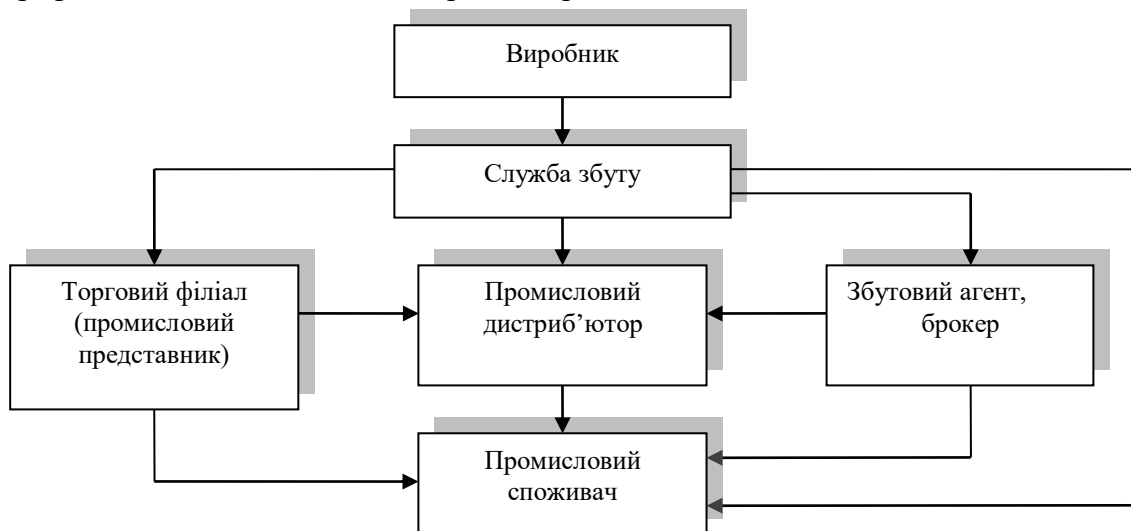 Виробник
Служба збуту
Торговий філіал
(промисловий
представник)
Промисловий
дистриб’ютор
Збутовий агент,
брокер
Промисловий
споживач